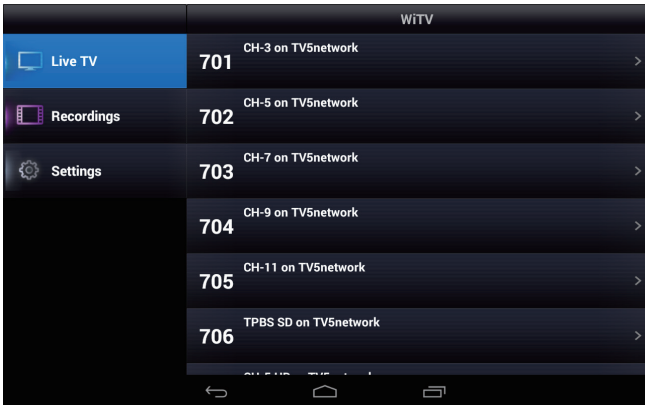 WiTV
Live TV
Recordings
Settings
701 CH-3 on TV5network
702 CH-5 on TV5network
703 CH-7 on TV5network
704 CH-9 on TV5network
705 CH-11 on TV5network
706 TPBS SD on TV5network